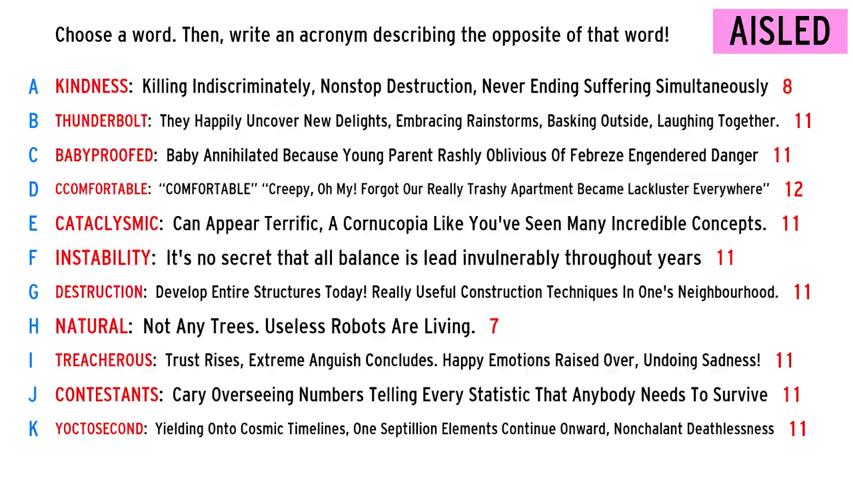 Choose a word. Then, write an acronym describing the opposite of that word!
AISLED
A KINDNESS: Killing Indiscriminately, Nonstop Destruction, Never Ending Suffering Simultaneously 8
B THUNDERBOLT: They Happily Uncover New Delights, Embracing Rainstorms, Basking Outside, Laughing Together. 11
C BABYPROOFED: Baby Annihilated Because Young Parent Rashly Oblivious Of Febreze Engendered Danger 11
D CCOMFORTABLE: “COMFORTABLE” “Creepy, Oh My! Forgot Our Really Trashy Apartment Became Lackluster Everywhere” 12
E CATACLYSMIC: Can Appear Terrific, A Cornucopia Like You've Seen Many Incredible Concepts. 11
F INSTABILITY: It's no secret that all balance is lead invulnerably throughout years 11
G DESTRUCTION: Develop Entire Structures Today! Really Useful Construction Techniques In One's Neighbourhood. 11
H NATURAL: Not Any Trees. Useless Robots Are Living. 7
I TREACHEROUS: Trust Rises, Extreme Anguish Concludes. Happy Emotions Raised Over, Undoing Sadness! 11
J CONTESTANTS: Cary Overseeing Numbers Telling Every Statistic That Anybody Needs To Survive 11
K YOCTOSECOND: Yielding Onto Cosmic Timelines, One Septillion Elements Continue Onward, Nonchalant Deathlessness 11